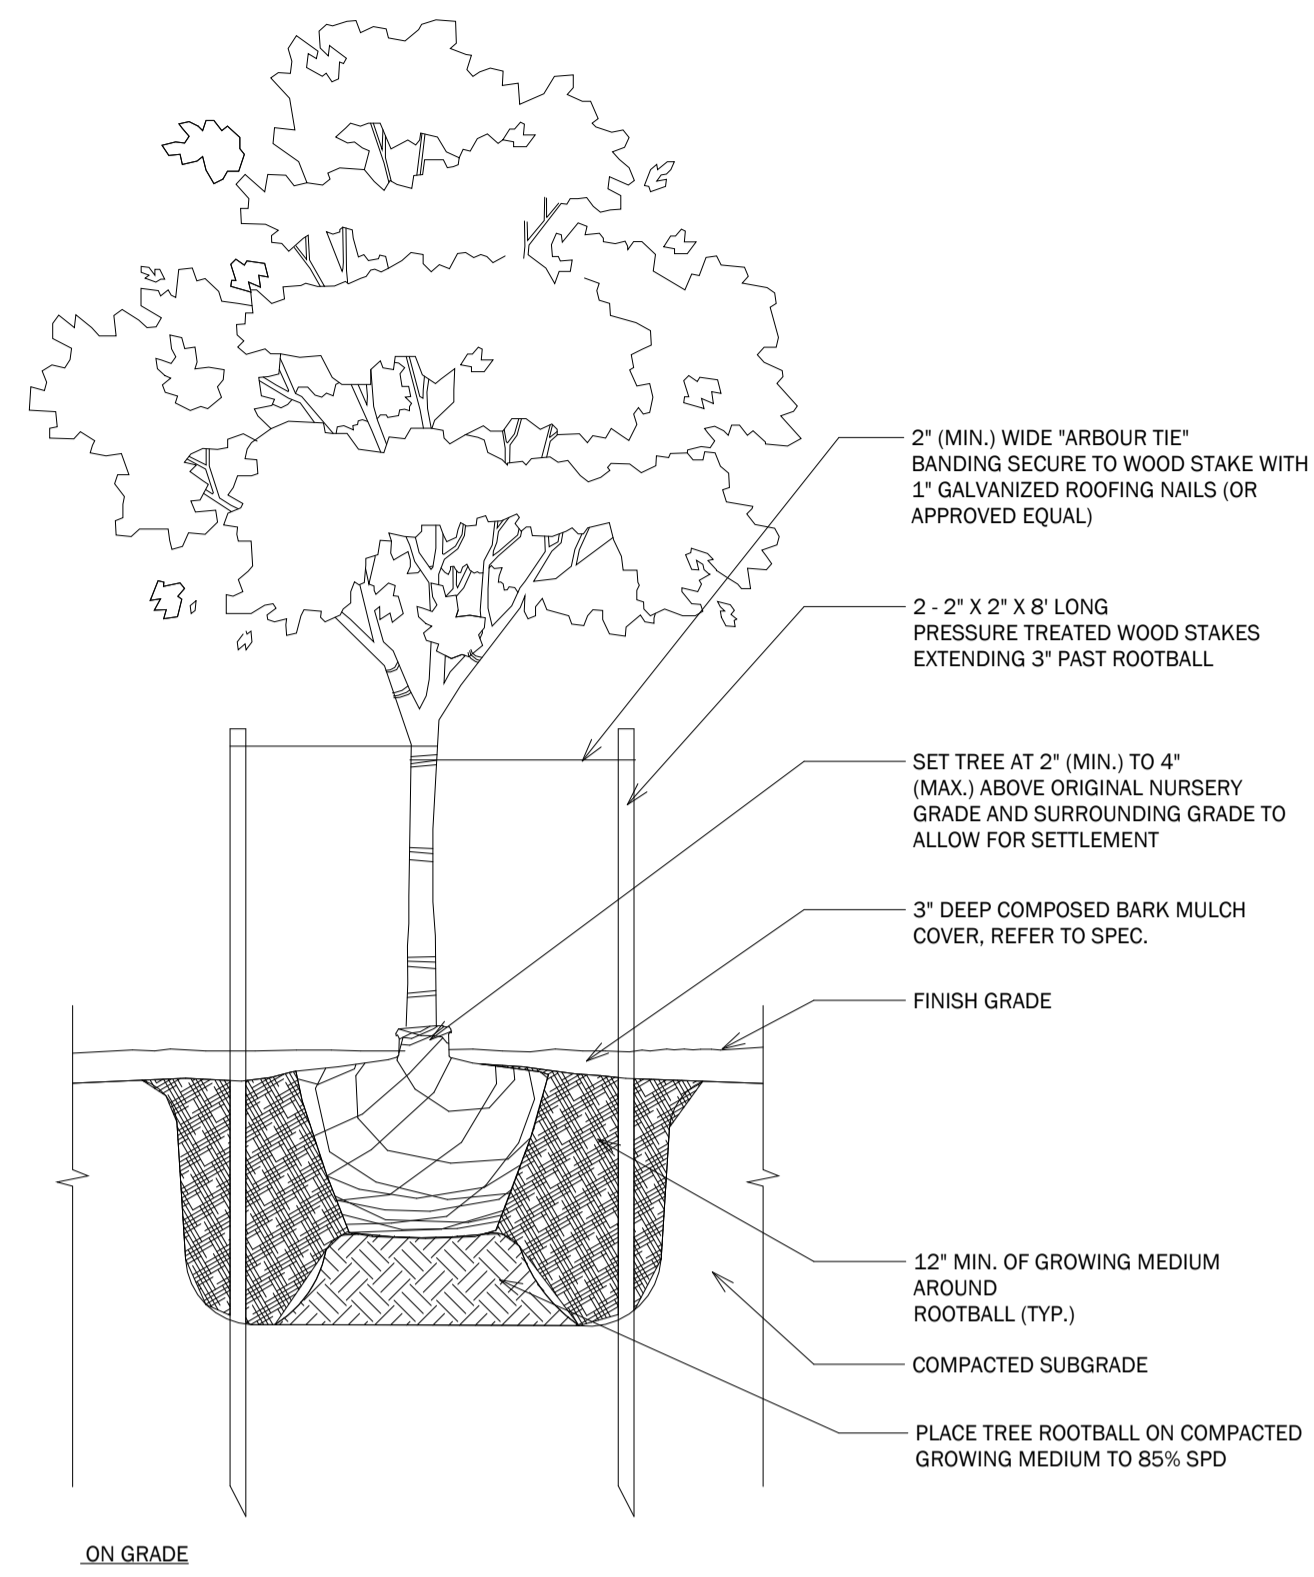 2" (MIN.) WIDE "ARBOUR TIE"
BANDING SECURE TO WOOD STAKE WITH
1" GALVANIZED ROOFING NAILS (OR
APPROVED EQUAL)
2 - 2" X 2" X 8' LONG
PRESSURE TREATED WOOD STAKES
EXTENDING 3" PAST ROOTBALL
SET TREE AT 2" (MIN.) TO 4"
(MAX.) ABOVE ORIGINAL NURSERY
GRADE AND SURROUNDING GRADE TO
ALLOW FOR SETTLEMENT
3" DEEP COMPOSED BARK MULCH
COVER, REFER TO SPEC.
FINISH GRADE
12" MIN. OF GROWING MEDIUM
AROUND
ROOTBALL (TYP.)
COMPACTED SUBGRADE
PLACE TREE ROOTBALL ON COMPACTED
GROWING MEDIUM TO 85% SPD
ON GRADE